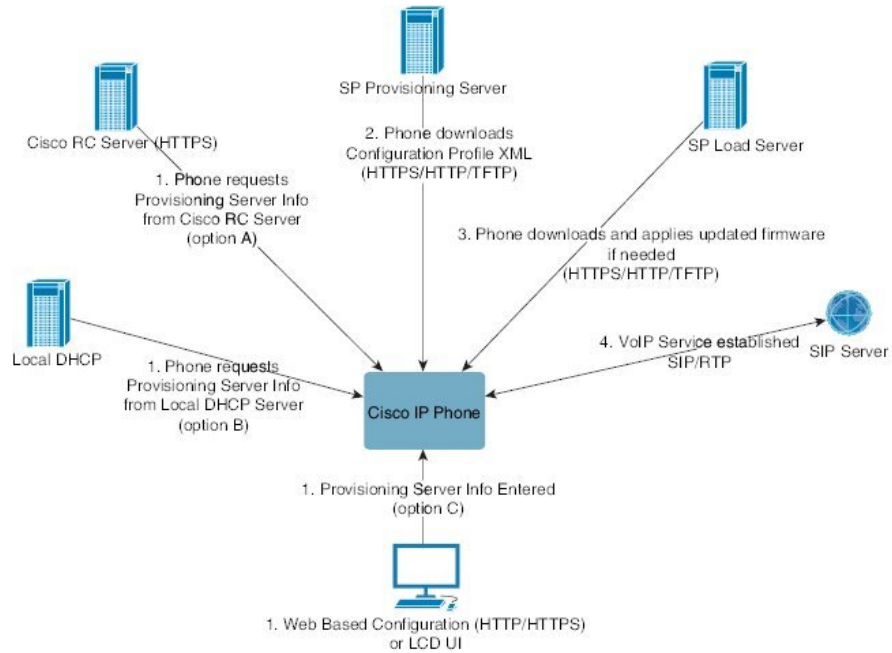 SP Provisioning Server
Cisco RC Server (HTTPS)
SP Load Server
2. Phone downloads
Configuration Profile XML
(HTTPS/HTTP/TFTP)
1. Phone requests
Provisioning Server Info
from Cisco RC Server
(option A)
3. Phone downloads and applies updated firmware
if needed
(HTTPS/HTTP/TFTP)
Local DHCP
1. Phone requests
Provisioning Server Info
from Local DHCP Server
(option B)
4. VoIP Service established
SIP/RTP
SIP Server
Cisco IP Phone
1. Provisioning Server Info Entered
(option C)
1. Web Based Configuration (HTTP/HTTPS)
or LCD UI